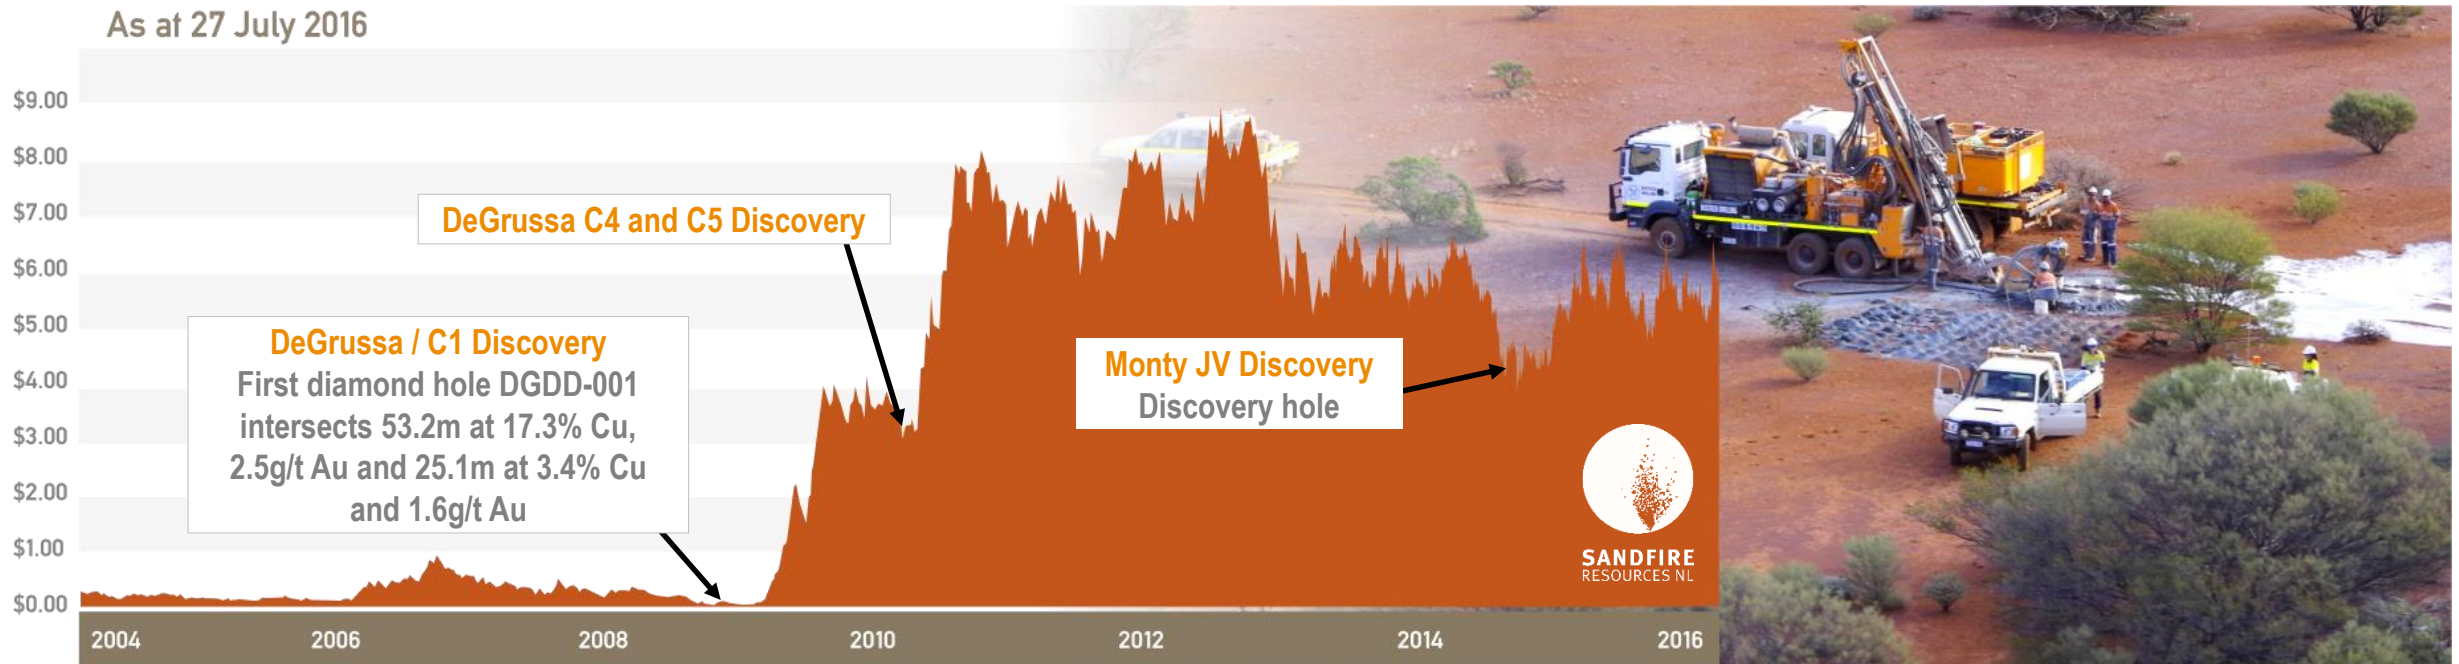 As at 27 July 2016
$9.00
$8.00
$7.00
$6.00
$5.00
$4.00
$3.00
$2.00
$1.00
$0.00
DeGrussa C4 and C5 Discovery
DeGrussa / C1 Discovery
First diamond hole DGDD-001
intersects 53.2m at 17.3% Cu,
2.5g/t Au and 25.1m at 3.4% Cu
and 1.6g/t Au
Monty JV Discovery
Discovery hole
SANDFIRE
RESOURCES NL
2004
2006
2008
2010
2012
2014
2016